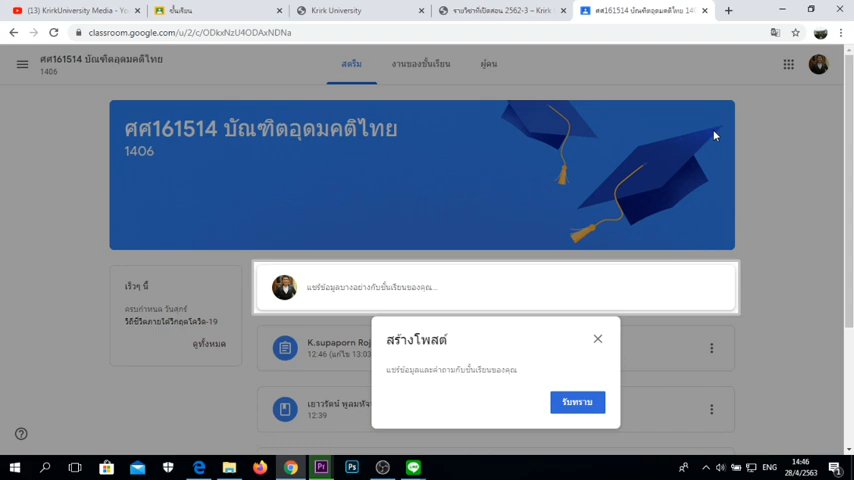 (13) KrirkUniversity Media - You
ชั้นเรียน
Krirk University
รายวิชาที่เปิดสอน 2562-3 – Krirk
ศศ161514 บัณฑิตอุดมคติไทย 14
classroom.google.com/u/2/c/ODkxNzU4ODAxNDNa
ศศ161514 บัณฑิตอุดมคติไทย
1406
สตรีม
งานของชั้นเรียน
ผู้คน
ศศ161514 บัณฑิตอุดมคติไทย
1406
เร็วๆ นี้
ครบกำหนด วันศุกร์
วิถีชีวิตภายใต้วิกฤตโควิด-19
ดูทั้งหมด
แชร์ข้อมูลบางอย่างกับชั้นเรียนของคุณ...
K.supaporn Roj
12:46 (แก้ไข 13:03
เยาวรัตน์ พูลมหัจ
12:39
สร้างโพสต์
แชร์ข้อมูลและคำถามกับชั้นเรียนของคุณ
รับทราบ
Pr
Ps
ENG
14:46
28/4/2563
1